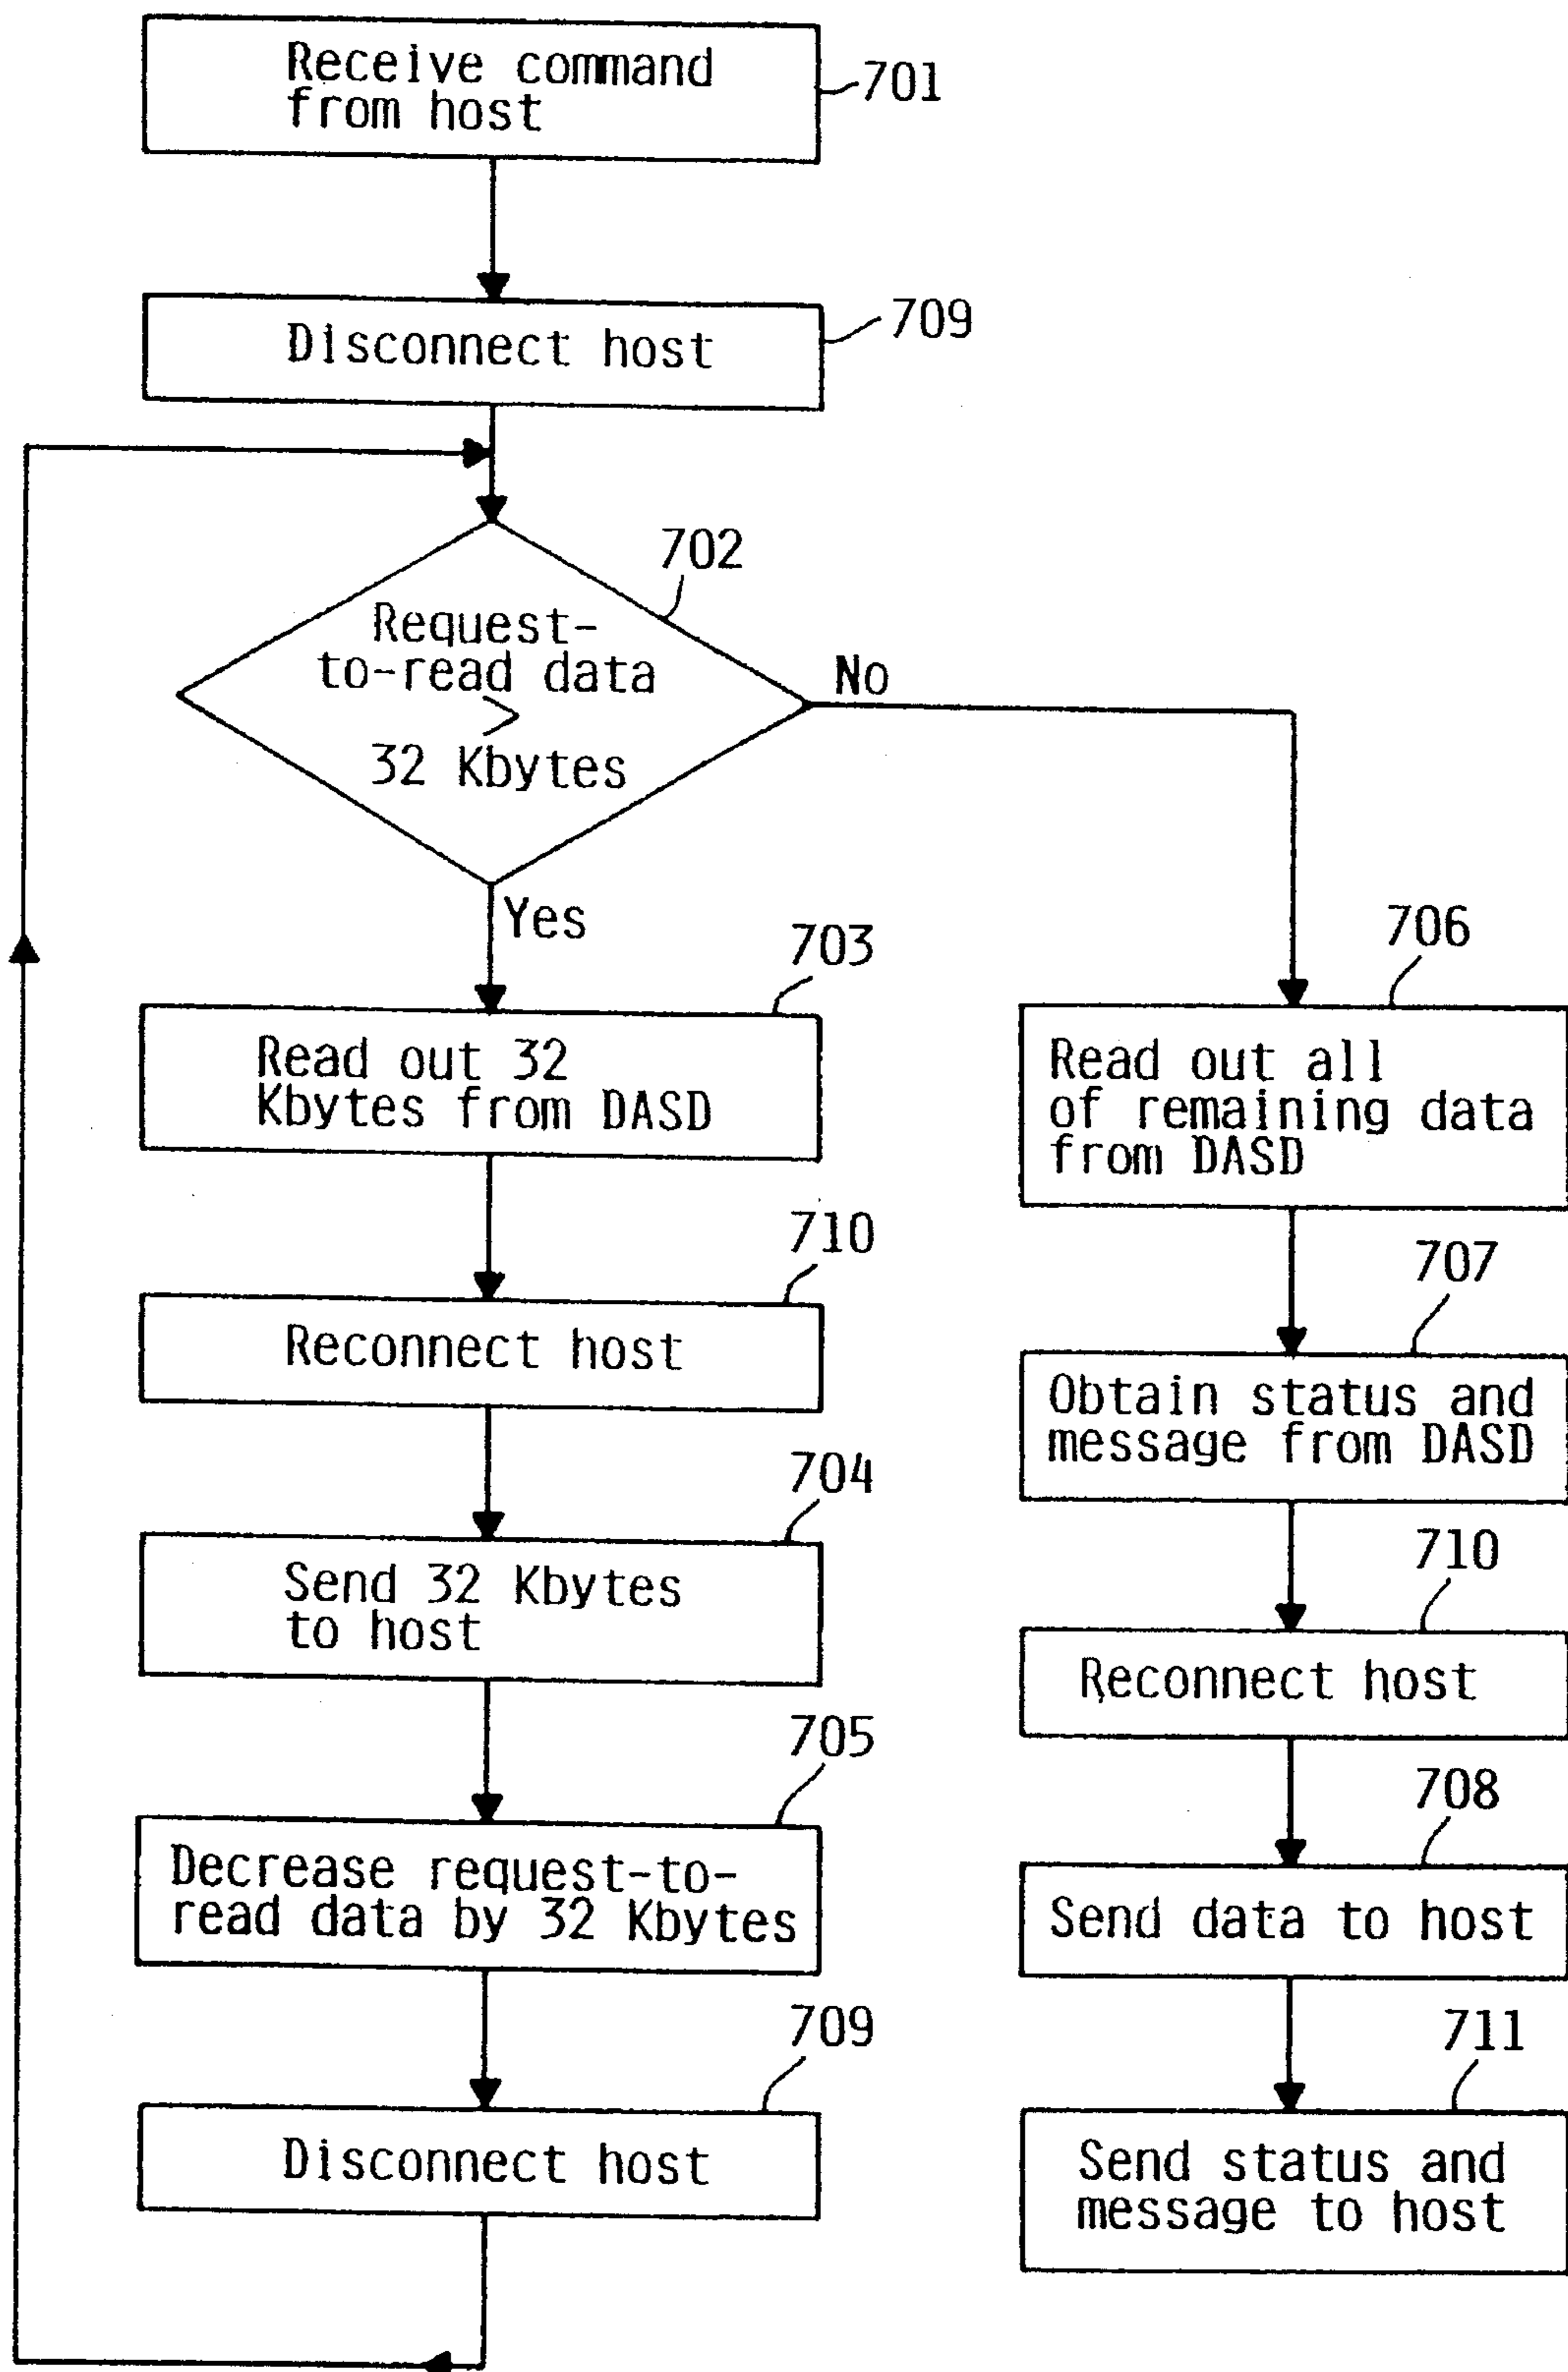 Receive command
from host
701
Disconnect host
709
702
Request-
to-read data
>
32 Kbytes
No
Yes
703
Read out 32
Kbytes from DASD
710
Reconnect host
704
Send 32 Kbytes
to host
705
Decrease request-to-
read data by 32 Kbytes
709
Disconnect host
706
Read out all
of remaining data
from DASD
707
Obtain status and
message from DASD
710
Reconnect host
708
Send data to host
711
Send status and
message to host